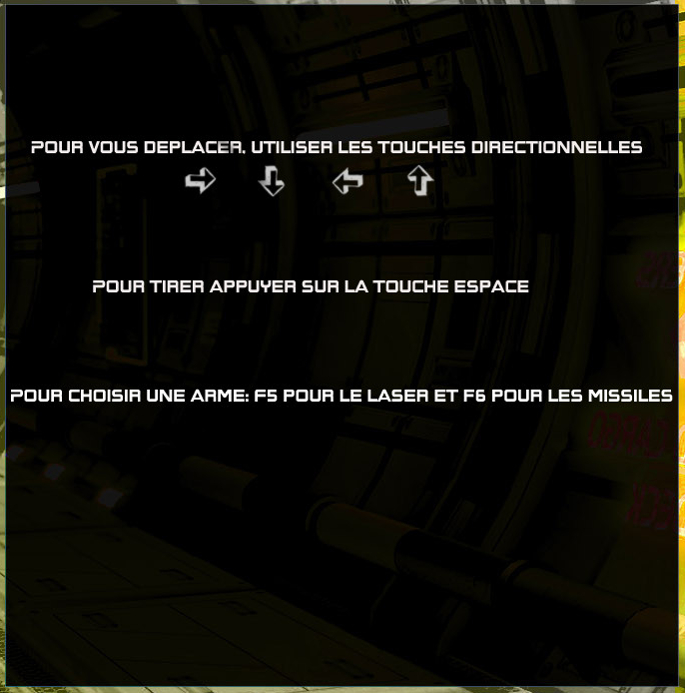 POUR VOUS DEPLACER, UTILISER LES TOUCHES DIRECTIONNELLES
POUR TIRER APPUYER SUR LA TOUCHE ESPACE
POUR CHOISIR UNE ARME: F5 POUR LE LASER ET F6 POUR LES MISSILES